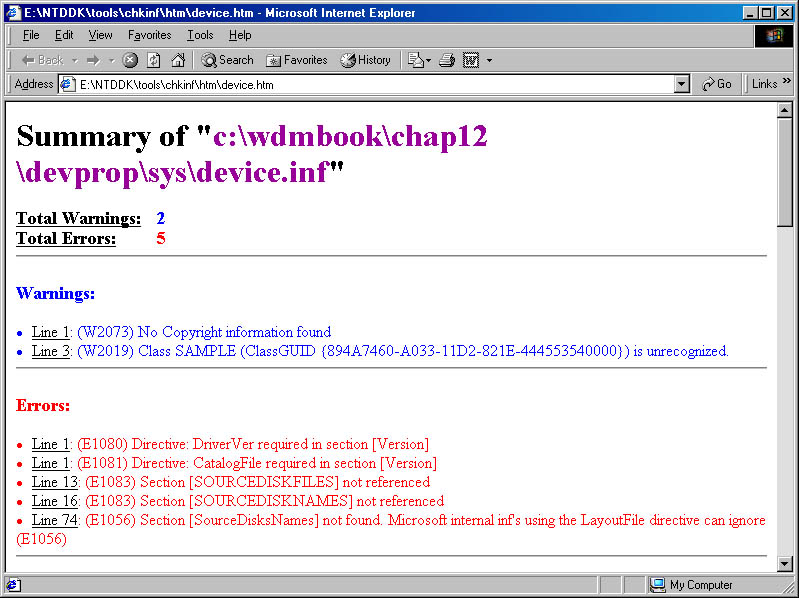 E:\NTDDK\tools\chkinf\htm\device.htm - Microsoft Internet Explorer
File Edit View Favorites Tools Help
Back Search Favorites History
Address E:\NTDDK\tools\chkinf\htm\device.htm Go Links »
Summary of "c:\wdmbook\chap12
\devprop\sys\device.inf"
Total Warnings: 2
Total Errors: 5
Warnings:
• Line 1: (W2073) No Copyright information found
• Line 3: (W2019) Class SAMPLE (ClassGUID {894A7460-A033-11D2-821E-444553540000}) is unrecognized.
Errors:
• Line 1: (E1080) Directive: DriverVer required in section [Version]
• Line 1: (E1081) Directive: CatalogFile required in section [Version]
• Line 13: (E1083) Section [SOURCEDISKFILES] not referenced
• Line 16: (E1083) Section [SOURCEDISKNAMES] not referenced
• Line 74: (E1056) Section [SourceDisksNames] not found. Microsoft internal inf's using the LayoutFile directive can ignore
(E1056)
My Computer